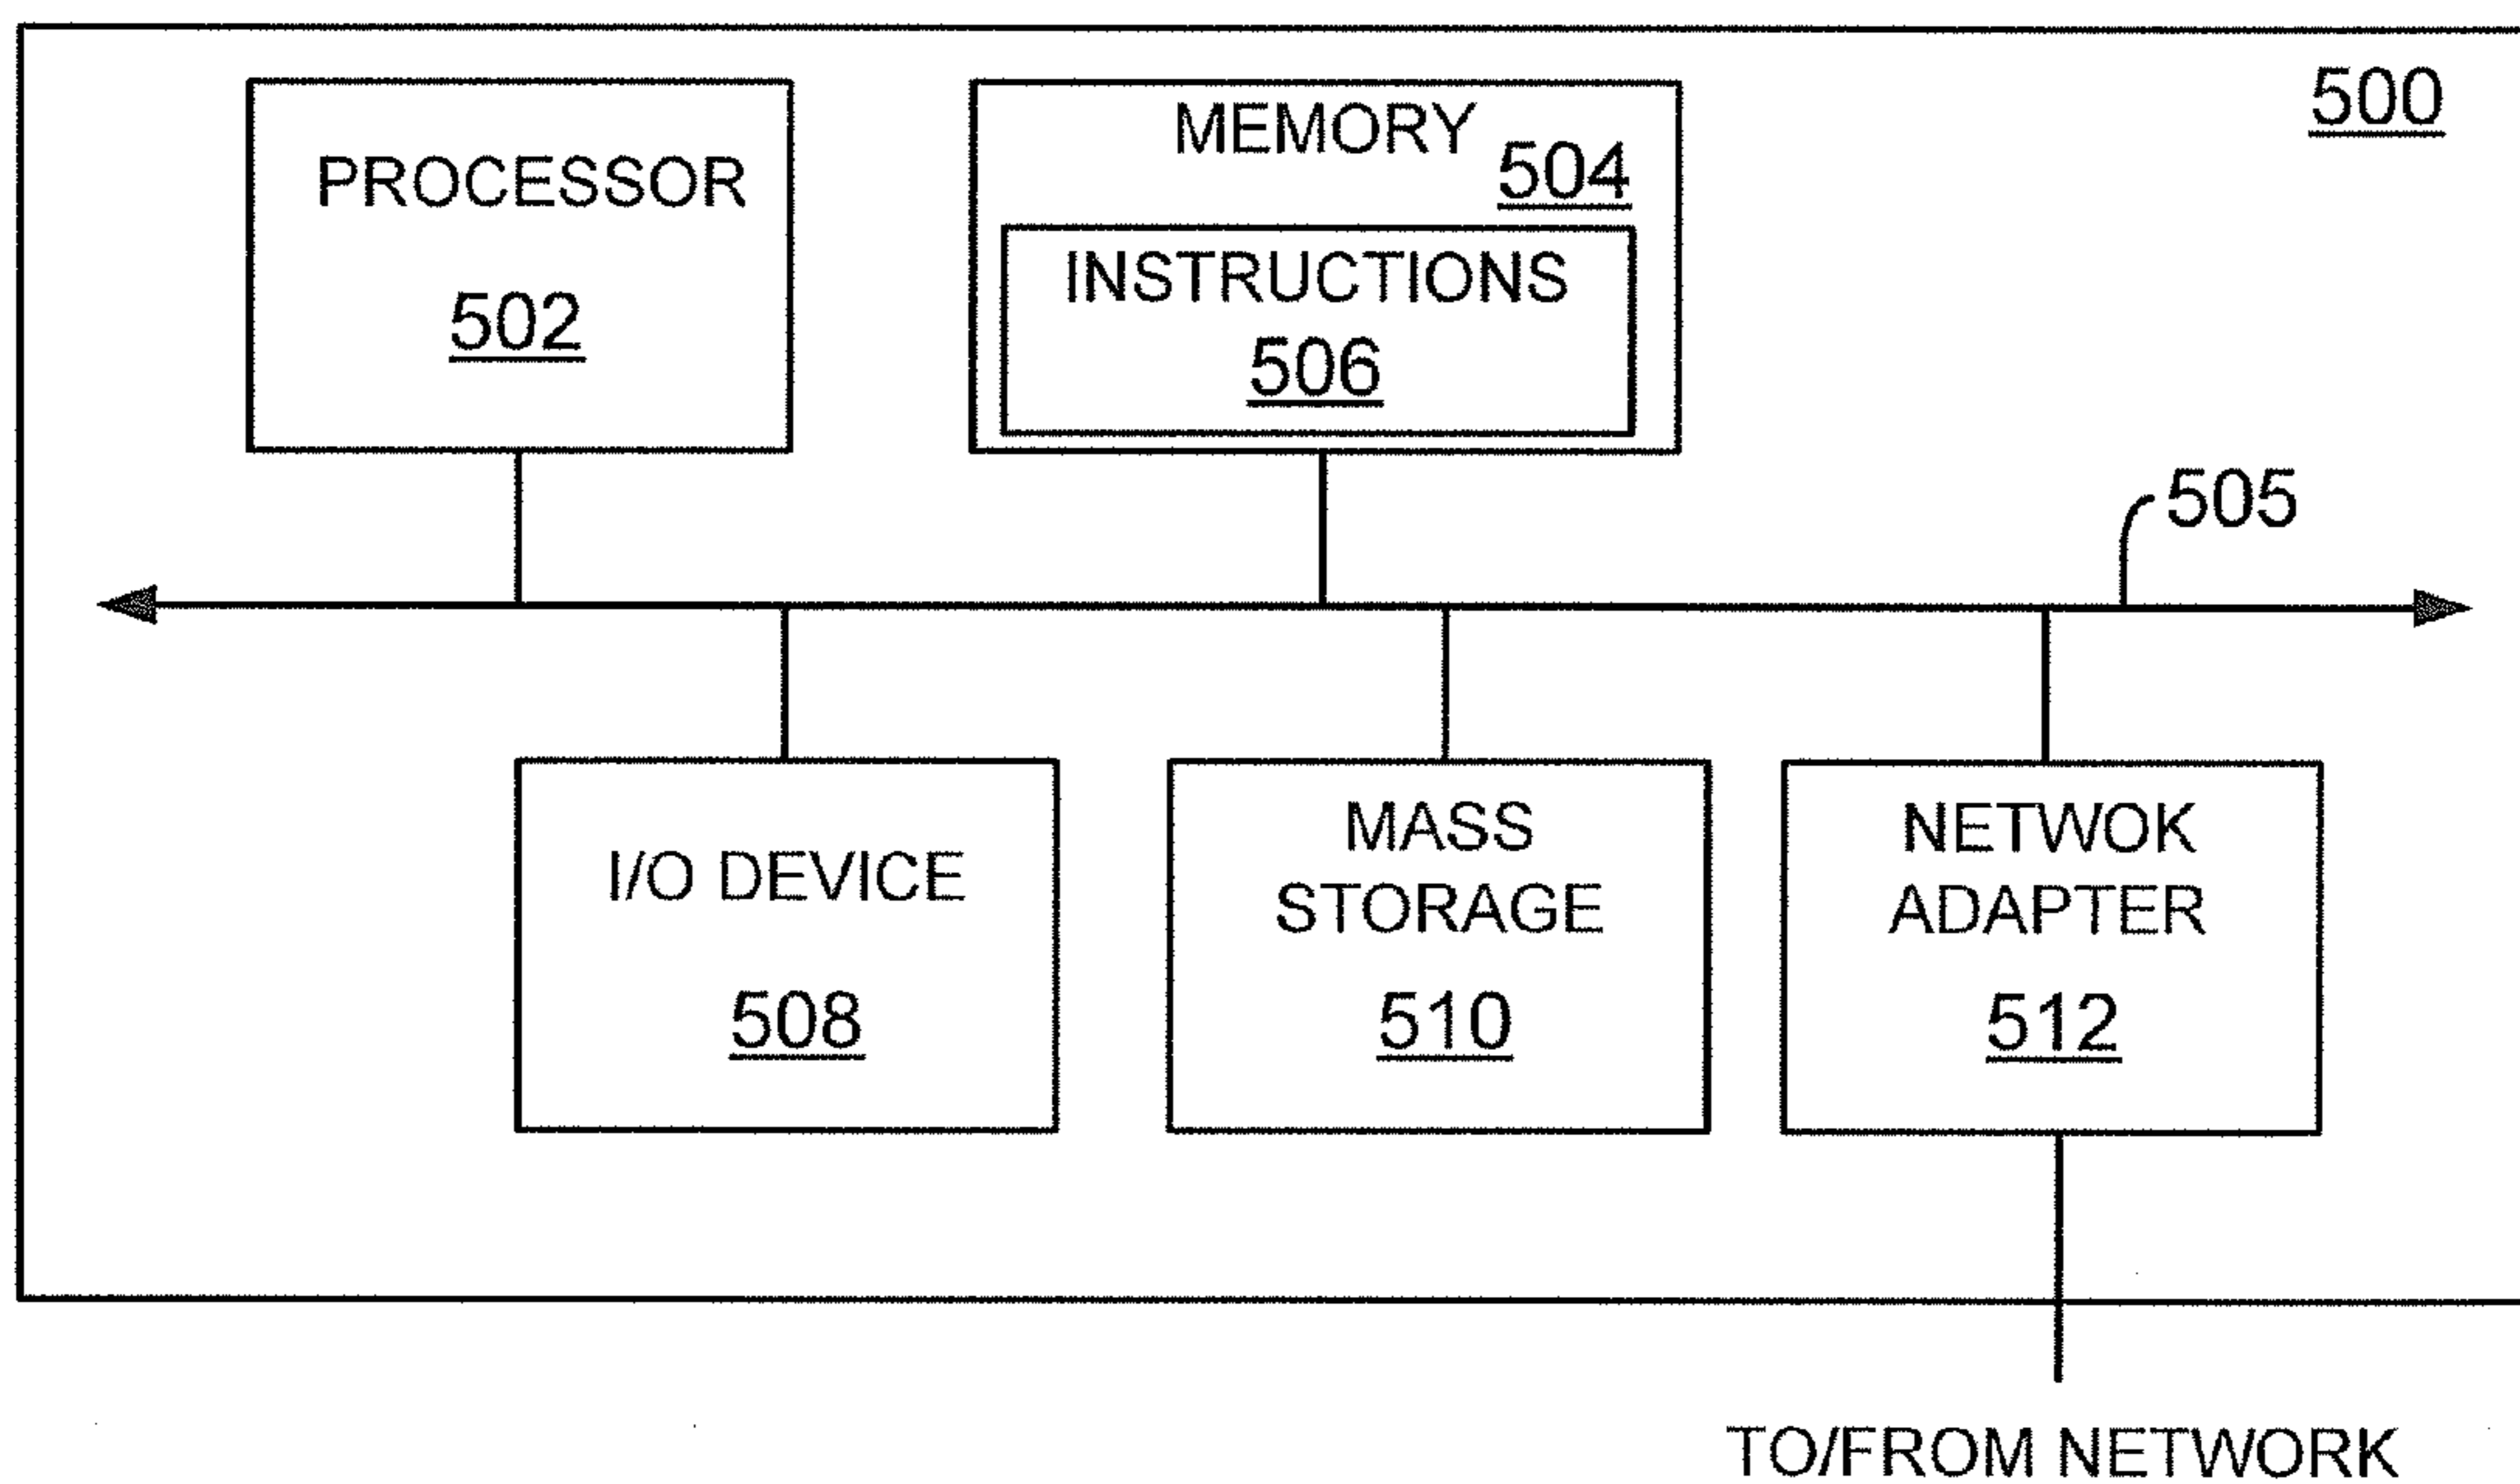 500
PROCESSOR
502
MEMORY
504
INSTRUCTIONS
506
505
I/O DEVICE
508
MASS
STORAGE
510
NETWOK
ADAPTER
512
TO/FROM NETWORK